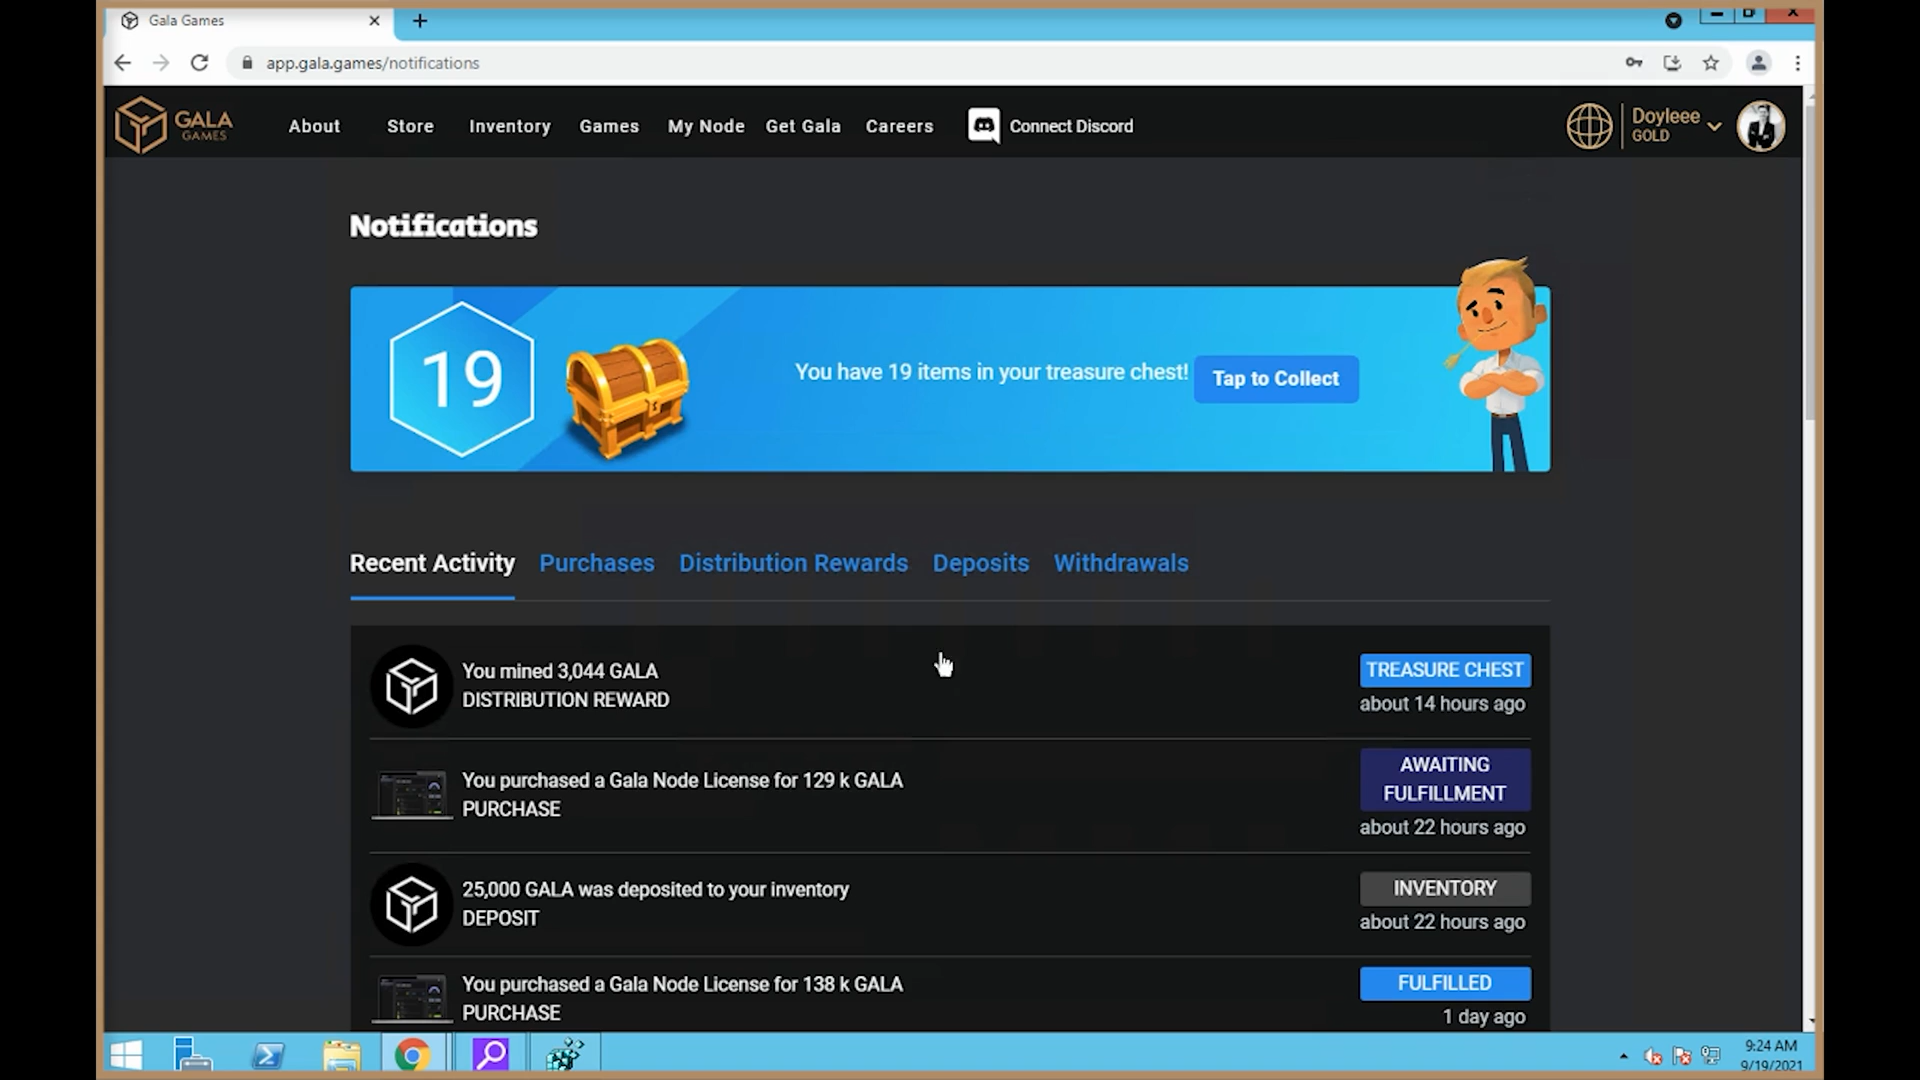 Gala Games
app.gala.games/notifications
GALA
GAMES
About
Store
Inventory
Games
My Node
Get Gala
Careers
Connect Discord
Doyleee
GOLD
Notifications
19
You have 19 items in your treasure chest!
Tap to Collect
Recent Activity
Purchases
Distribution Rewards
Deposits
Withdrawals
You mined 3,044 GALA
DISTRIBUTION REWARD
TREASURE CHEST
about 14 hours ago
You purchased a Gala Node License for 129 k GALA
PURCHASE
AWAITING
FULFILLMENT
about 22 hours ago
25,000 GALA was deposited to your inventory
DEPOSIT
INVENTORY
about 22 hours ago
You purchased a Gala Node License for 138 k GALA
PURCHASE
FULFILLED
1 day ago
9:24 AM
9/19/2021